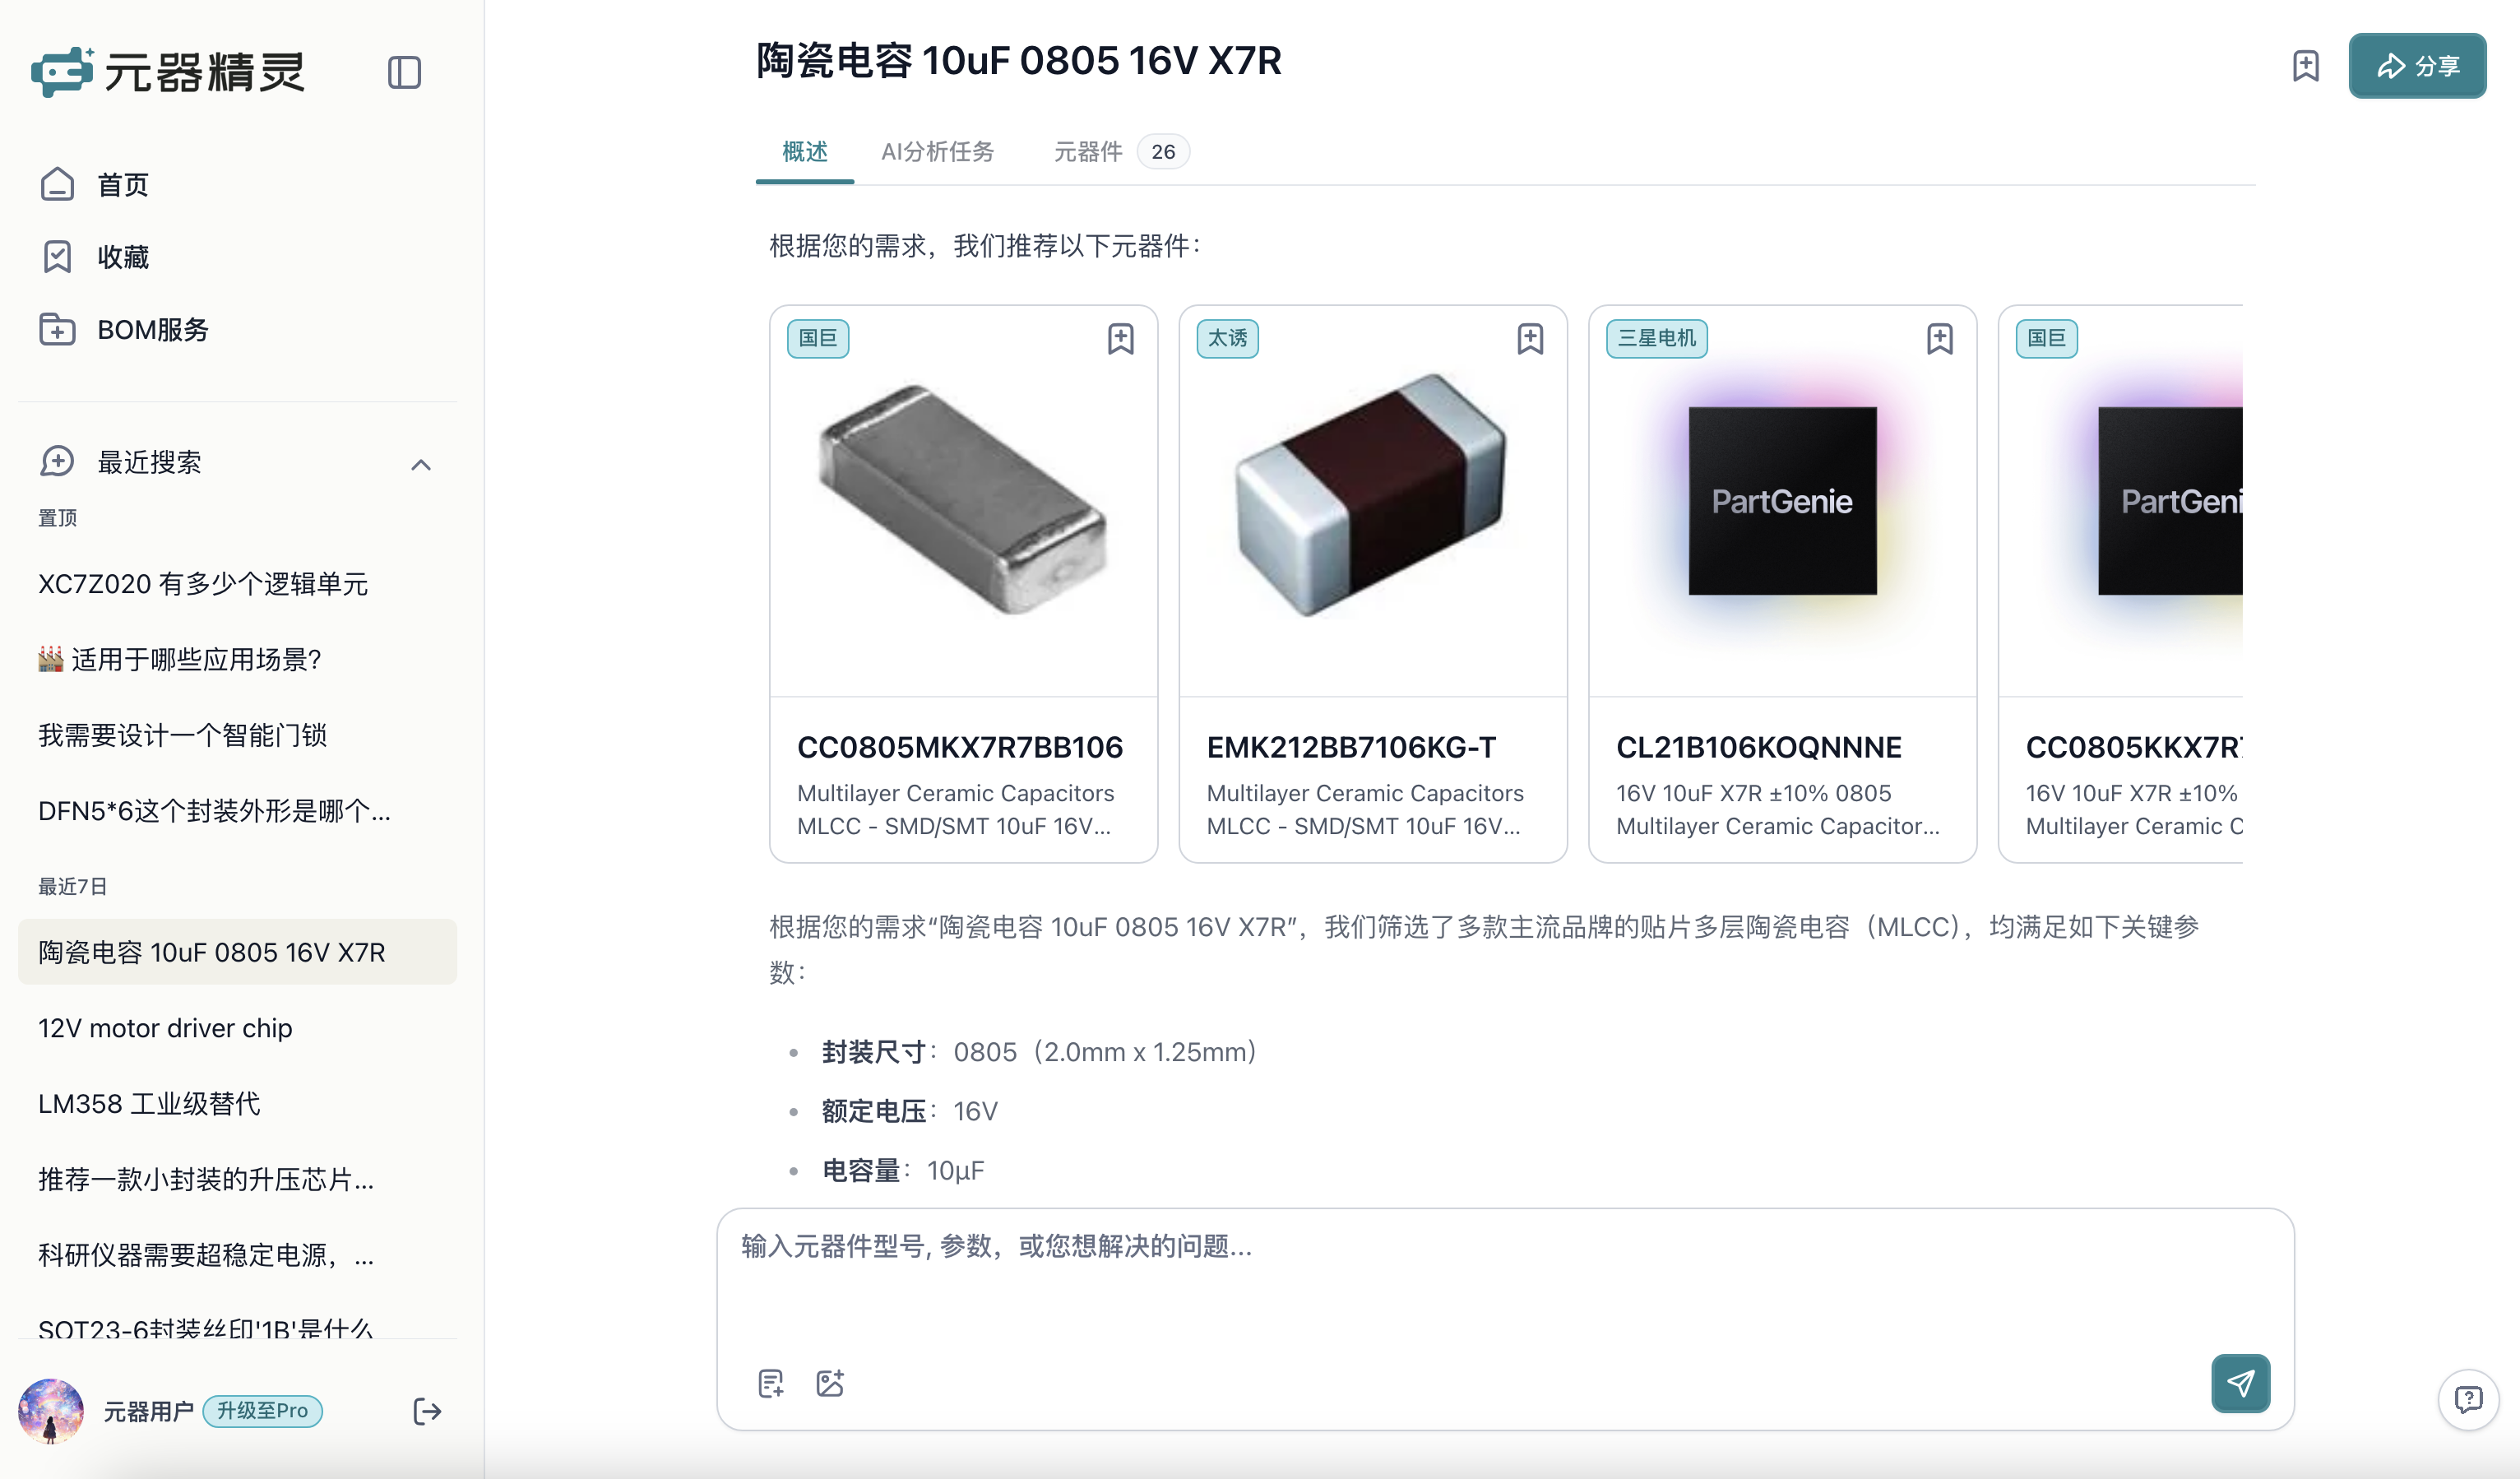 元器精灵
首页
收藏
BOM服务
最近搜索
置顶
XC7Z020 有多少个逻辑单元
适用于哪些应用场景?
我需要设计一个智能门锁
DFN5*6这个封装外形是哪个...
最近7日
陶瓷电容 10uF 0805 16V X7R
12V motor driver chip
LM358 工业级替代
推荐一款小封装的升压芯片...
科研仪器需要超稳定电源，...
SOT23-6封装丝印'1B'是什么
元器用户 升级至Pro
陶瓷电容 10uF 0805 16V X7R
分享
概述 AI分析任务 元器件 26
根据您的需求，我们推荐以下元器件：
国巨
CC0805MKX7R7BB106
Multilayer Ceramic Capacitors
MLCC - SMD/SMT 10uF 16V...
太诱
EMK212BB7106KG-T
Multilayer Ceramic Capacitors
MLCC - SMD/SMT 10uF 16V...
三星电机
PartGenie
CL21B106KOQNNNE
16V 10uF X7R ±10% 0805
Multilayer Ceramic Capacitor...
国巨
PartGeni
CC0805KKX7R7
16V 10uF X7R ±10%
Multilayer Ceramic C
根据您的需求“陶瓷电容 10uF 0805 16V X7R”，我们筛选了多款主流品牌的贴片多层陶瓷电容（MLCC），均满足如下关键参
数：
封装尺寸：0805（2.0mm x 1.25mm）
额定电压：16V
电容量：10μF
输入元器件型号, 参数，或您想解决的问题...